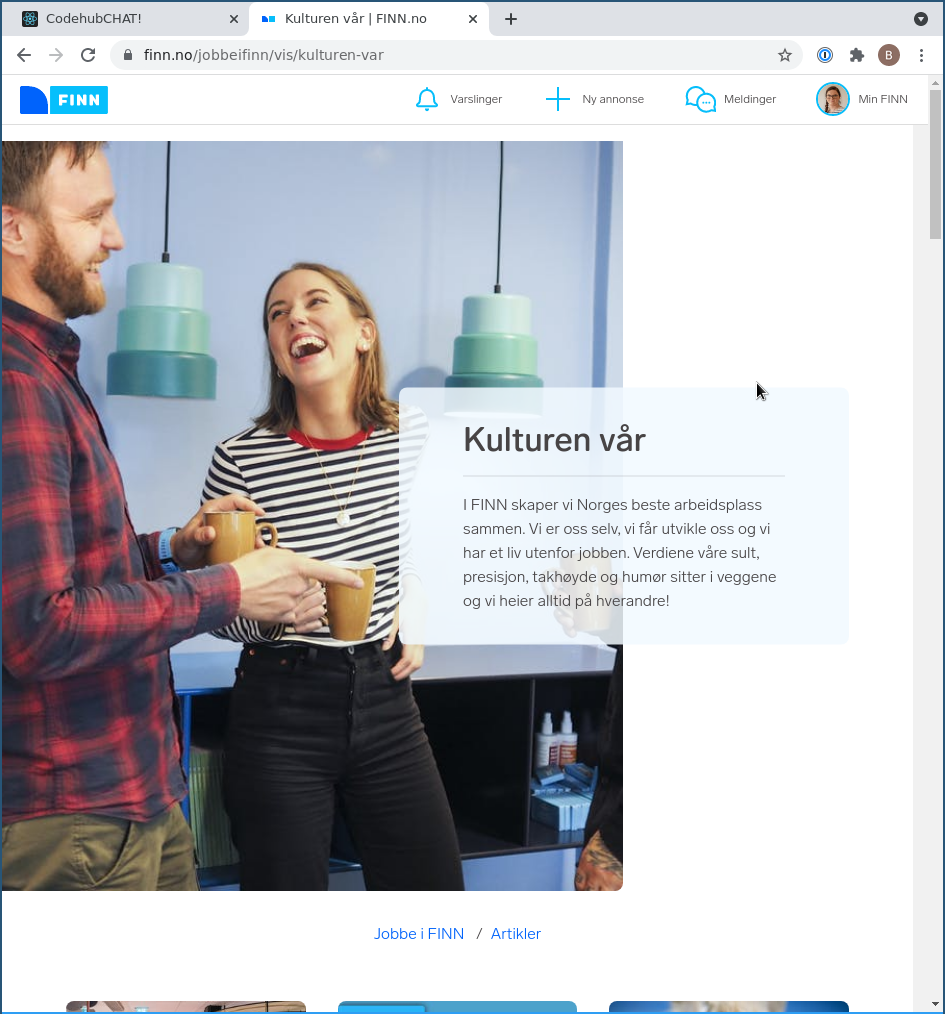 CodehubCHAT!
Kulturen vår | FINN.no
finn.no/jobbeifinn/vis/kulturen-var
B
FINN
Varslinger
Ny annonse
Meldinger
Min FINN
Kulturen vår
I FINN skaper vi Norges beste arbeidsplass
sammen. Vi er oss selv, vi får utvikle oss og vi
har et liv utenfor jobben. Verdiene våre sult,
presisjon, takhøyde og humør sitter i veggene
og vi heier alltid på hverandre!
Jobbe i FINN / Artikler